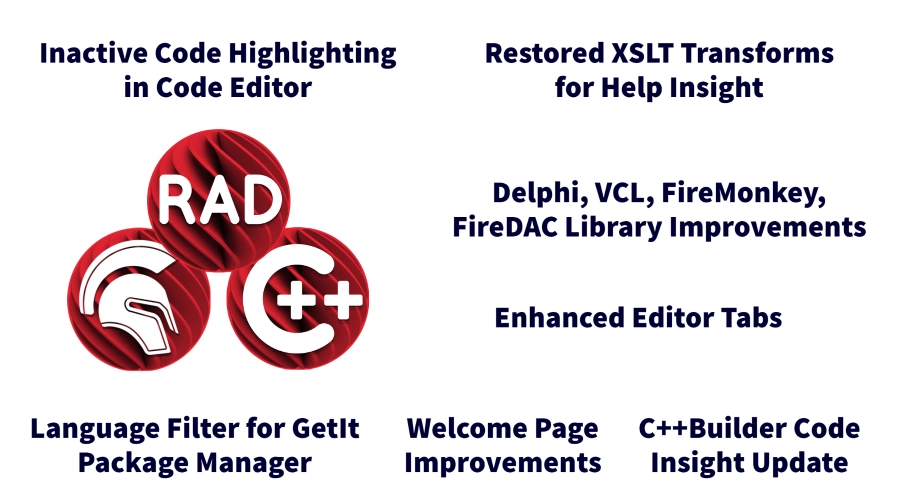 Inactive Code Highlighting
in Code Editor
Restored XSLT Transforms
for Help Insight
RAD
C++
Delphi, VCL, FireMonkey,
FireDAC Library Improvements
Enhanced Editor Tabs
Language Filter for GetIt
Package Manager
Welcome Page
Improvements
C++Builder Code
Insight Update